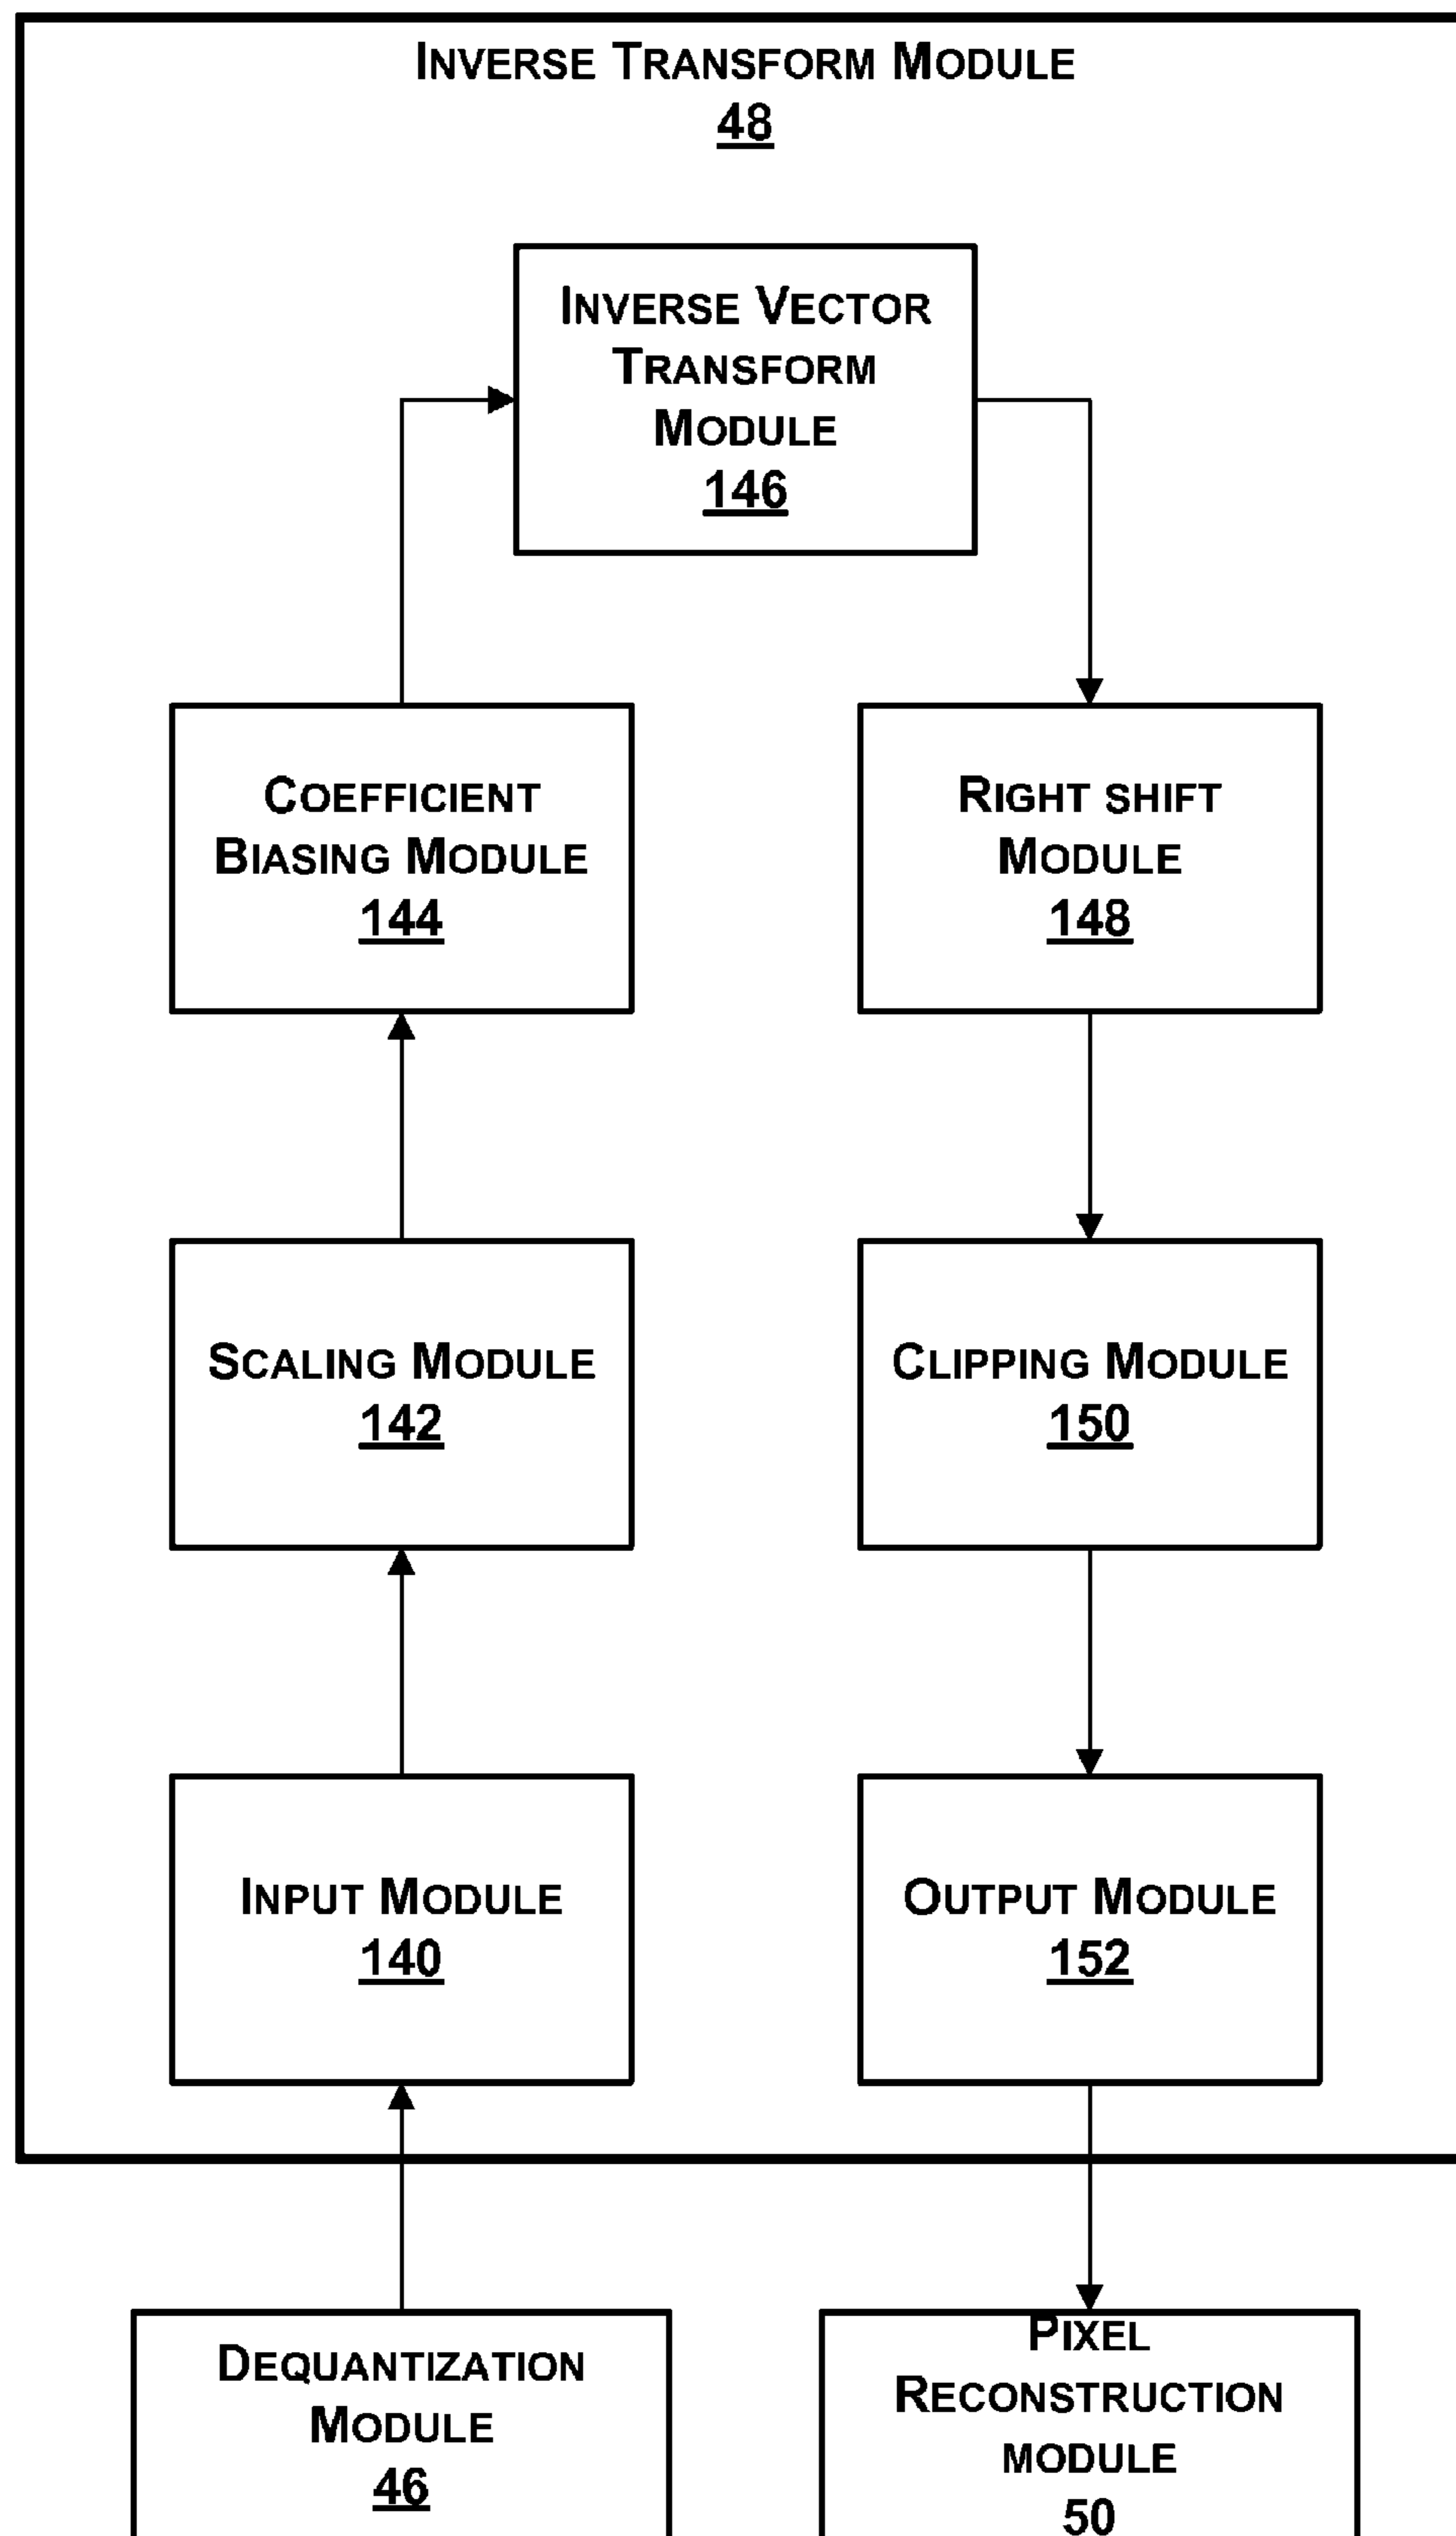 INVERSE TRANSFORM MODULE
48
INVERSE VECTOR
TRANSFORM
MODULE
146
COEFFICIENT
BIASING MODULE
144
RIGHT SHIFT
MODULE
148
SCALING MODULE
142
CLIPPING MODULE
150
INPUT MODULE
140
OUTPUT MODULE
152
DEQUANTIZATION
MODULE
46
PIXEL
RECONSTRUCTION
MODULE
50